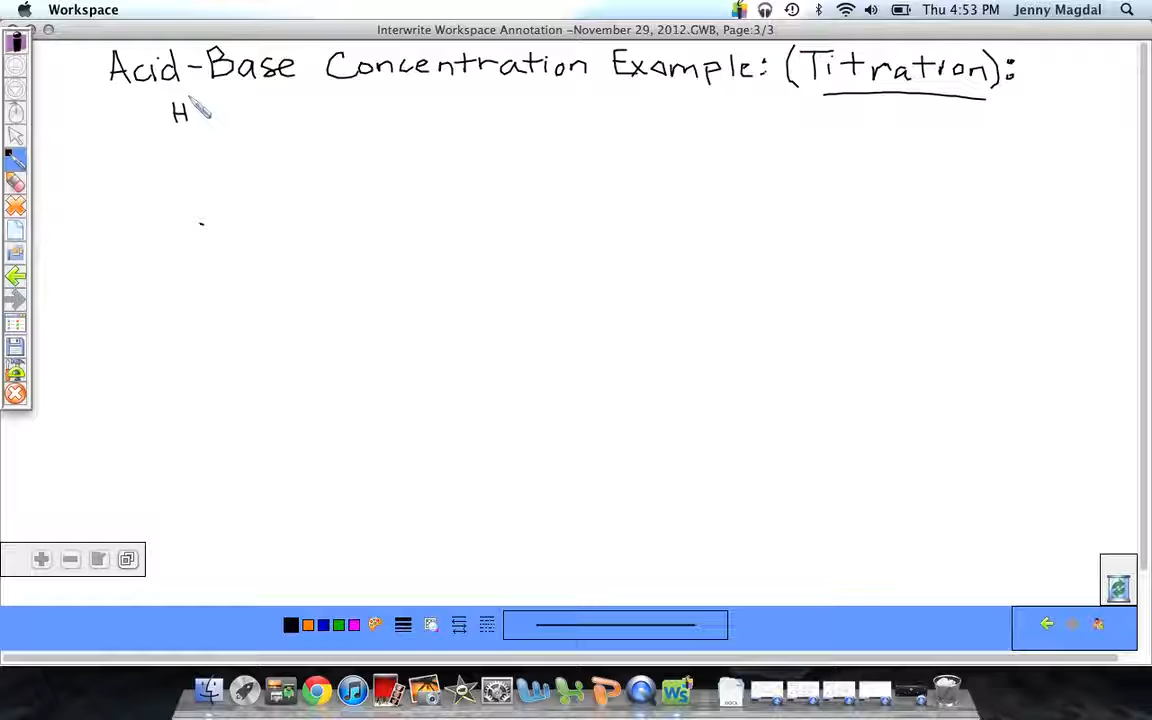 Workspace
Thu 4:53 PM Jenny Magdal
Interwrite Workspace Annotation -November 29, 2012.GWB, Page:3/3
Acid-Base Concentration Example: (Titration):
H